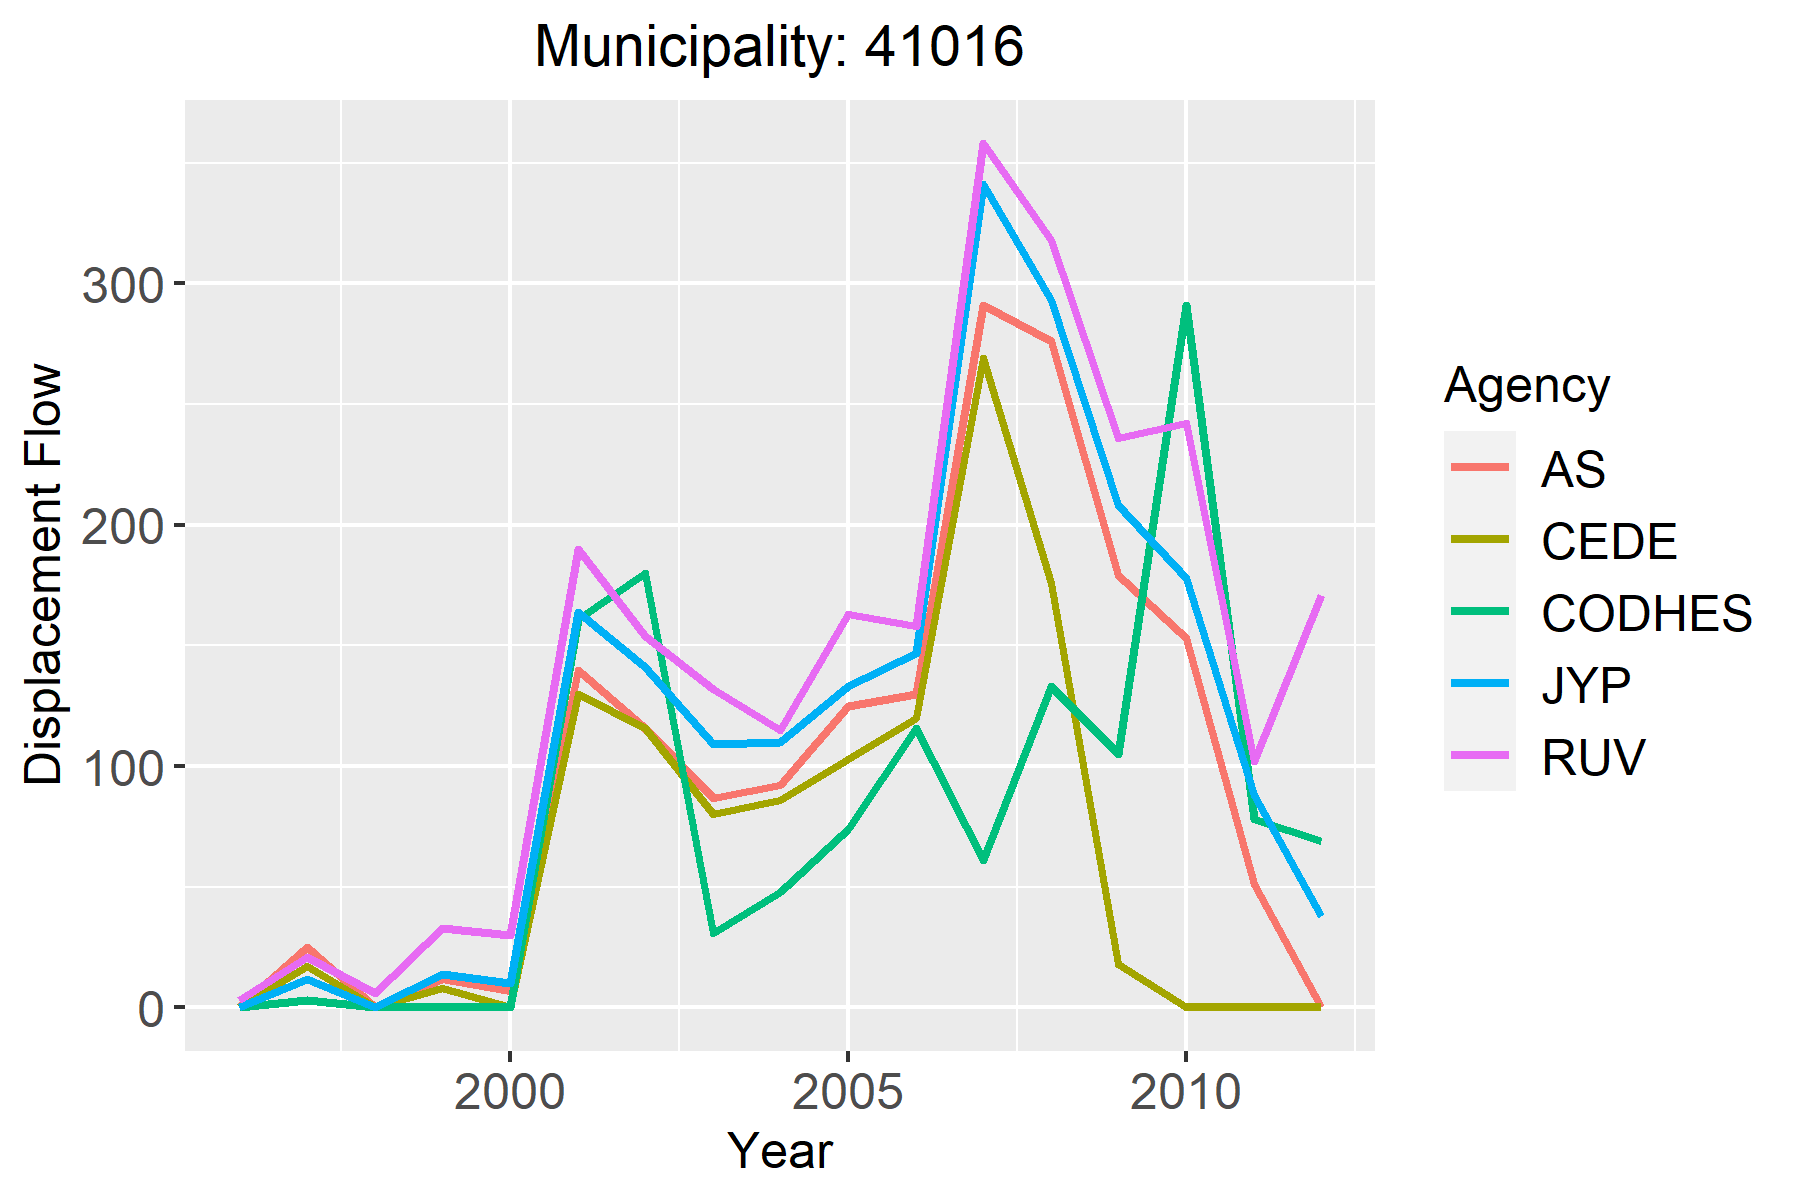 Municipality: 41016
Displacement Flow
300
200
100
0
2000 2005 2010
Year
Agency
AS
CEDE
CODHES
JYP
RUV